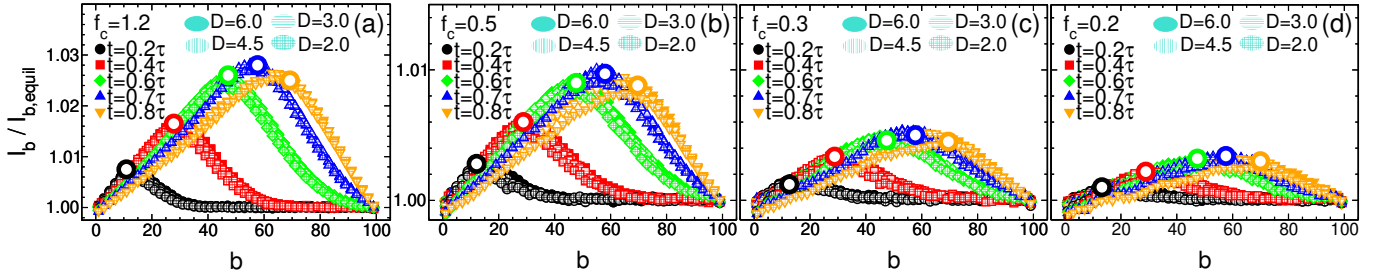 f_c=1.2
D=6.0 D=3.0
D=4.5 D=2.0
(a)
t=0.2τ
t=0.4τ
t=0.6τ
t=0.7τ
t=0.8τ
I_b / I_b,equil
1.03
1.02
1.01
1.00
0 20 40 60 80 100
b
f_c=0.5
D=6.0 D=3.0
D=4.5 D=2.0
(b)
t=0.2τ
t=0.4τ
t=0.6τ
t=0.7τ
t=0.8τ
1.01
1.00
0 20 40 60 80 100
b
f_c=0.3
D=6.0 D=3.0
D=4.5 D=2.0
(c)
t=0.2τ
t=0.4τ
t=0.6τ
t=0.7τ
t=0.8τ
0 20 40 60 80 100
b
f_c=0.2
D=6.0 D=3.0
D=4.5 D=2.0
(d)
t=0.2τ
t=0.4τ
t=0.6τ
t=0.7τ
t=0.8τ
0 20 40 60 80 100
b